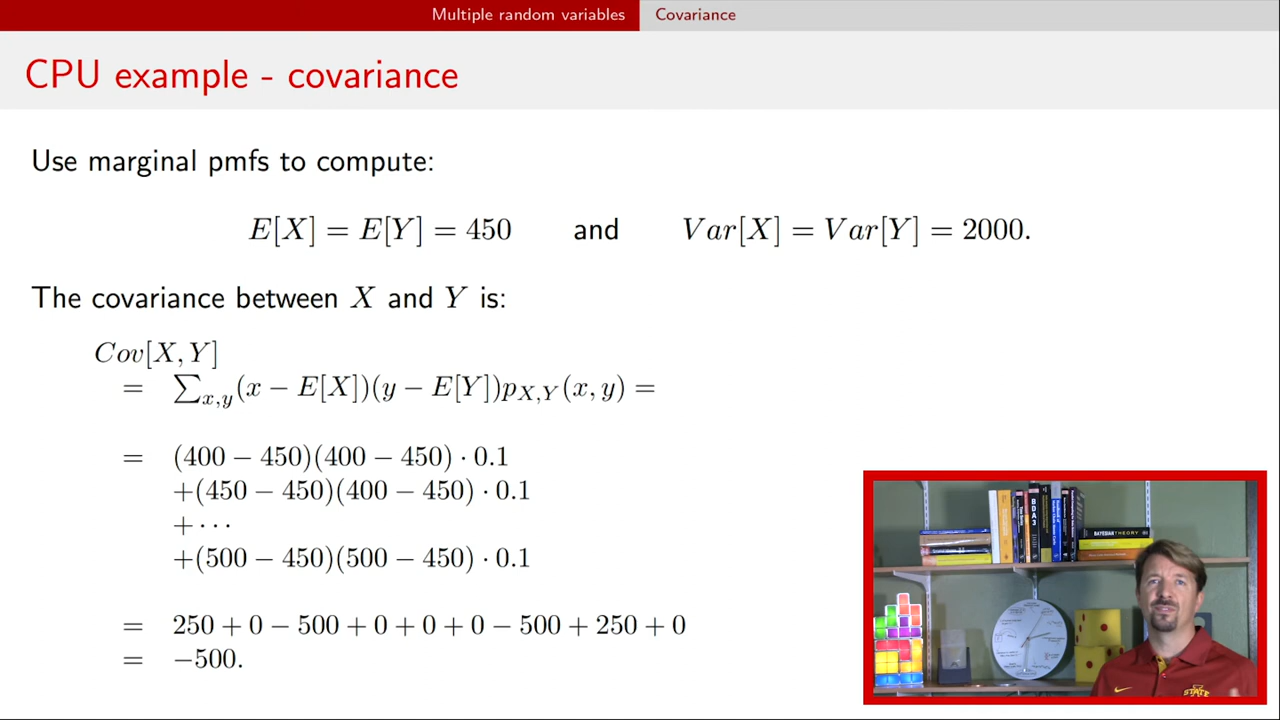 Multiple random variables Covariance
CPU example - covariance
Use marginal pmfs to compute:
E[X] = E[Y] = 450 and Var[X] = Var[Y] = 2000.
The covariance between X and Y is:
Cov[X, Y]
= ∑x,y(x − E[X])(y − E[Y])pX,Y(x, y) =
= (400 − 450)(400 − 450) · 0.1
+(450 − 450)(400 − 450) · 0.1
+ · · ·
+(500 − 450)(500 − 450) · 0.1
= 250 + 0 − 500 + 0 + 0 + 0 − 500 + 250 + 0
= −500.
BDA3
STATE